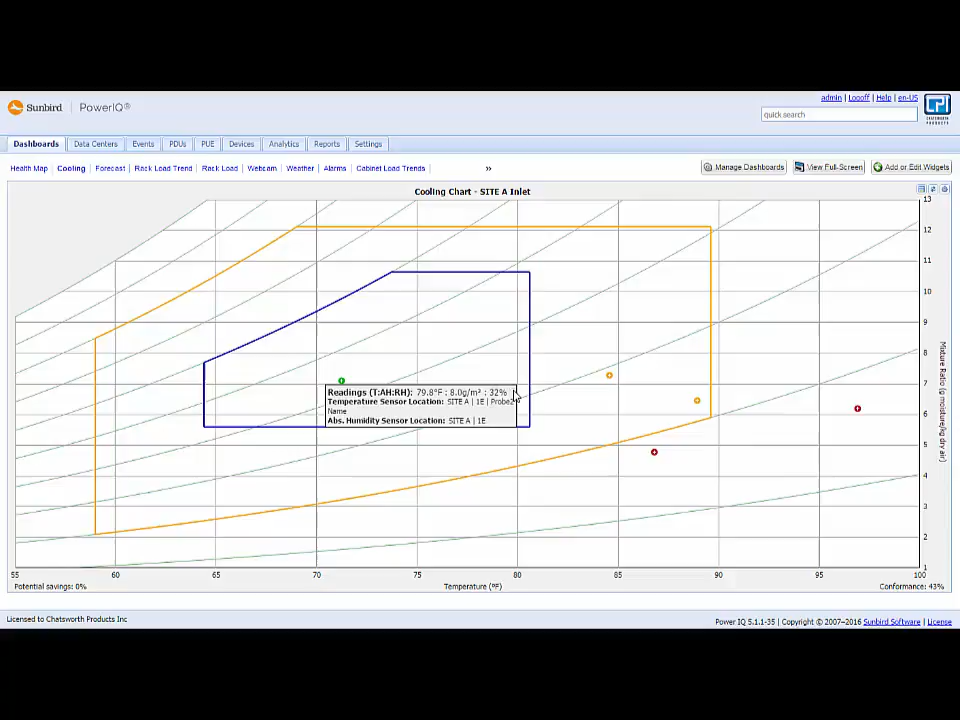 admin | Logoff | Help | en-US
Sunbird PowerIQ®
CPI
quick search
Dashboards Data Centers Events PDUs PUE Devices Analytics Reports Settings
Health Map Cooling Forecast Rack Load Trend Rack Load Webcam Weather Alarms Cabinet Load Trends »
Manage Dashboards View Full-Screen Add or Edit Widgets
Cooling Chart - SITE A Inlet
13
12
11
10
9
8
7
6
5
4
3
2
1
Mixture Ratio (g moisture/kg dry air)
Readings (T:AH:RH): 79.8°F : 8.0g/m³ : 32%
Temperature Sensor Location: SITE A | 1E | Probe2
Name
Abs. Humidity Sensor Location: SITE A | 1E
55 60 65 70 75 80 85 90 95 100
Potential savings: 0% Temperature (ºF) Conformance: 43%
Licensed to Chatsworth Products Inc
Power IQ 5.1.1-35 | Copyright © 2007–2016 Sunbird Software | License